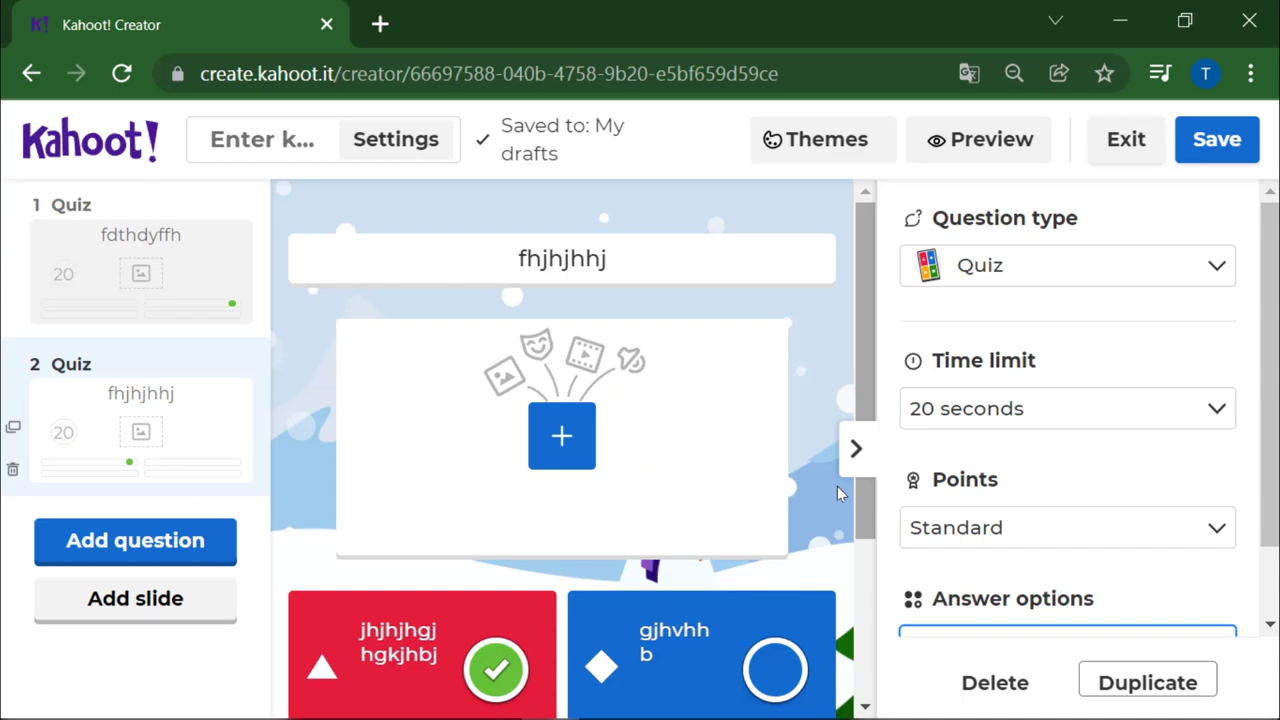 Kahoot! Creator
create.kahoot.it/creator/66697588-040b-4758-9b20-e5bf659d59ce
T
Kahoot!
Enter k...
Settings
Saved to: My
drafts
Themes
Preview
Exit
Save
1 Quiz
fdthdyffh
20
2 Quiz
fhjhjhhj
20
Add question
Add slide
fhjhjhhj
jhjhjhgj
hgkjhbj
gjhvhh
b
Question type
Quiz
Time limit
20 seconds
Points
Standard
Answer options
Delete
Duplicate